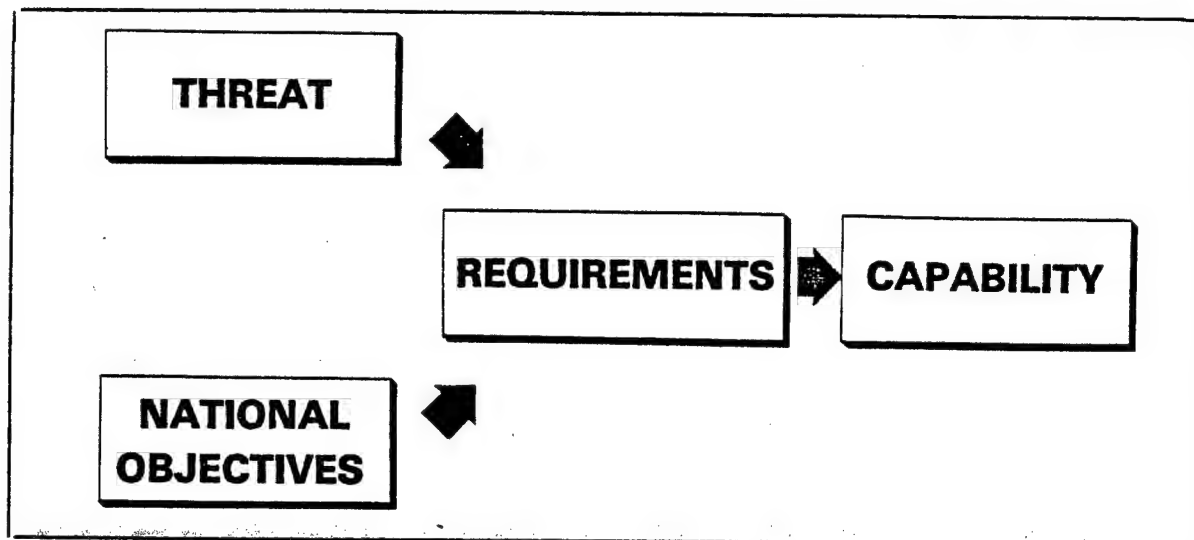 THREAT
REQUIREMENTS
CAPABILITY
NATIONAL
OBJECTIVES